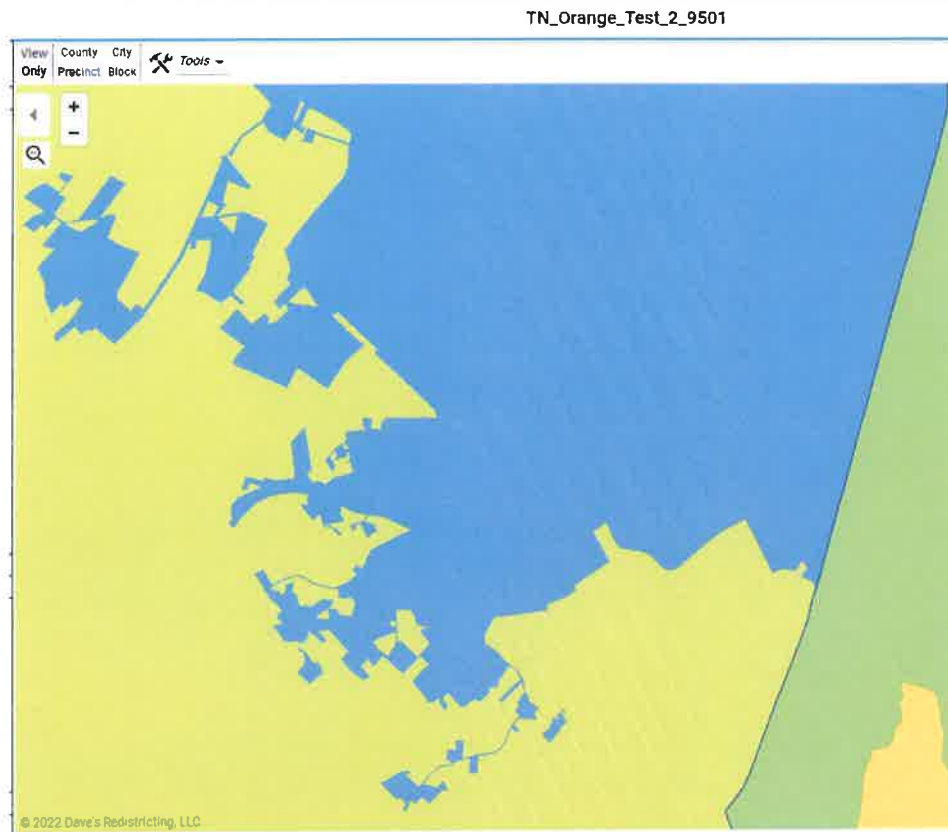 TN_Orange_Test_2_9501
View County City Tools
Only Precinct Block
+
-
© 2022 Dave's Redistricting, LLC